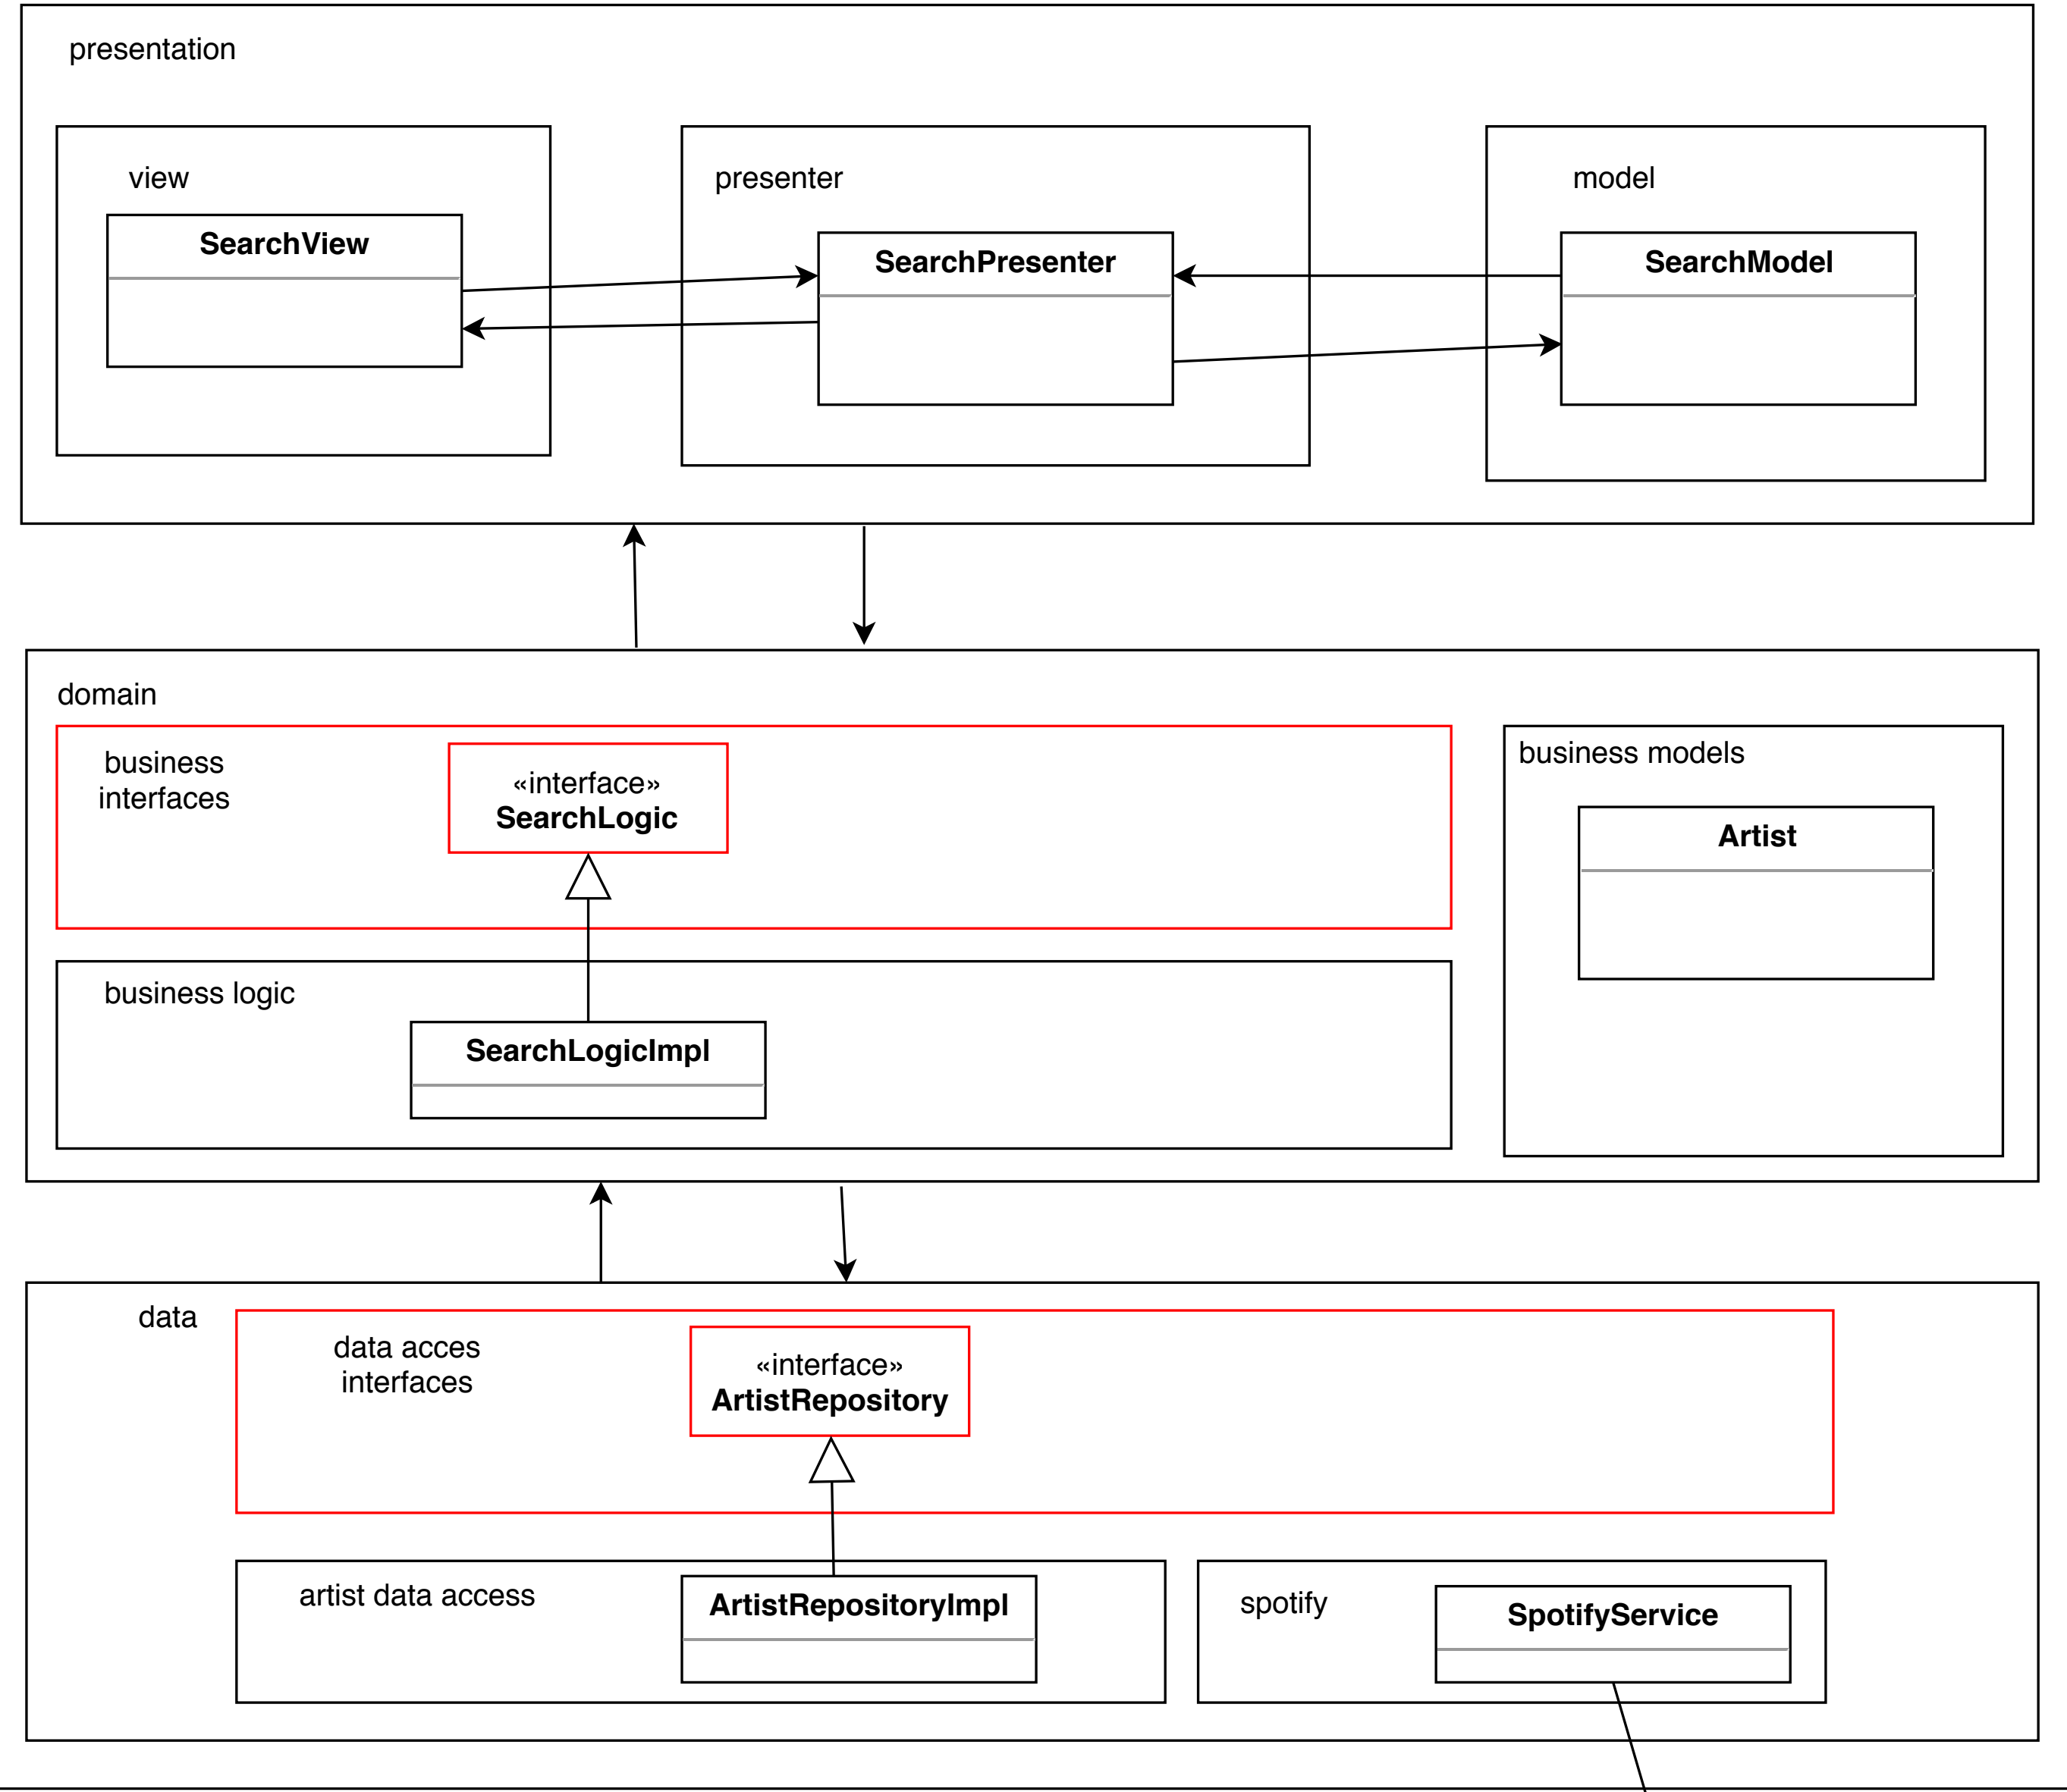 presentation
view
presenter
model
SearchView
SearchPresenter
SearchModel
domain
business
interfaces
«interface»
SearchLogic
business models
Artist
business logic
SearchLogicImpl
data
data acces
interfaces
«interface»
ArtistRepository
artist data access
ArtistRepositoryImpl
spotify
SpotifyService